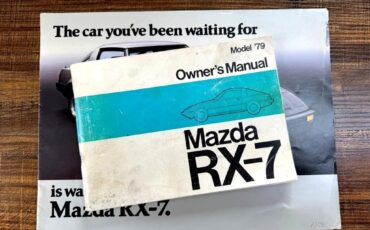 The car you've been waiting for
Model '79
Owner's Manual
Mazda
RX-7
is wa
Mazda RX-7.